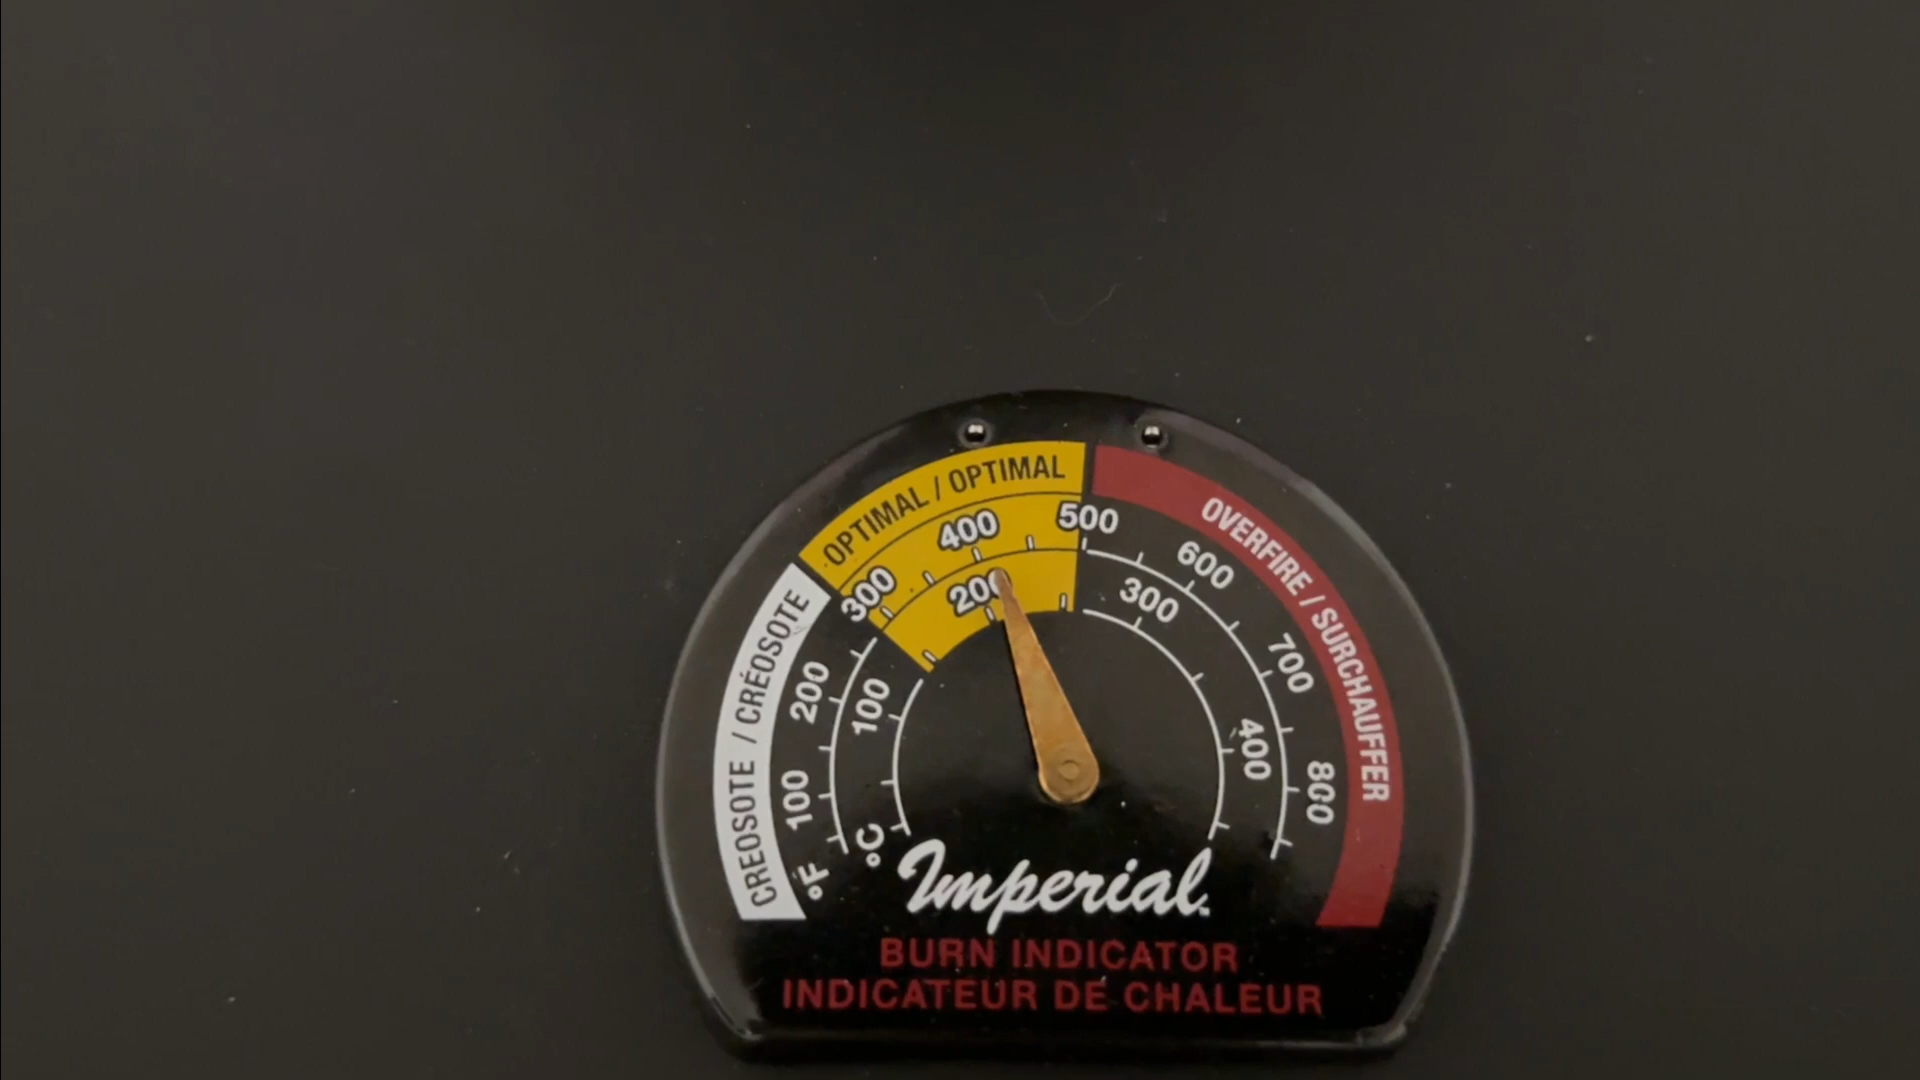 OPTIMAL / OPTIMAL
CREOSOTE / CRÉOSOTE
OVERFIRE / SURCHAUFFER
100
200
300
400
500
600
700
800
°F
100
200
300
400
°C
Imperial™
BURN INDICATOR
INDICATEUR DE CHALEUR